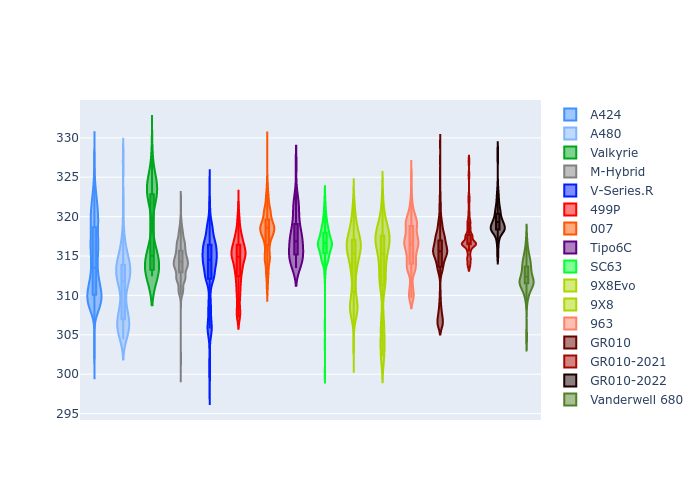 330
325
320
315
310
305
300
295
A424
A480
Valkyrie
M-Hybrid
V-Series.R
499P
007
Tipo6C
SC63
9X8Evo
9X8
963
GR010
GR010-2021
GR010-2022
Vanderwell 680